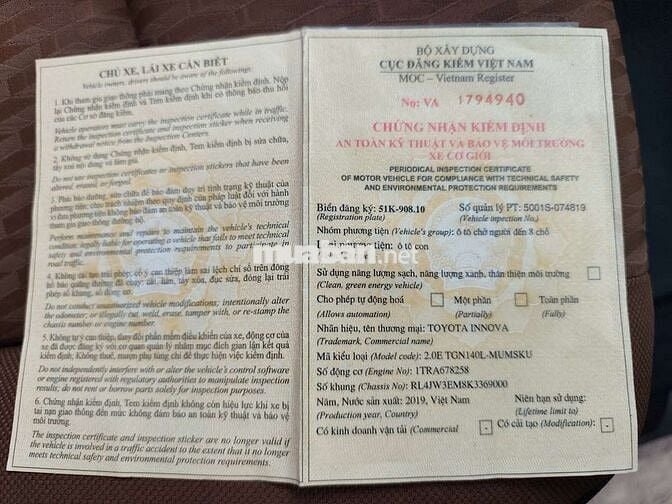 CHỦ XE, LÁI XE CẦN BIẾT
Vehicle owners, drivers should be aware of the followings:
1. Khi tham gia giao thông phải mang theo Chứng nhận kiểm định. Nộp
lại Chứng nhận kiểm định và Tem kiểm định khi có thông báo thu hồi
của các Cơ sở đăng kiểm.
Vehicle operators must carry the inspection certificate while in traffic.
Return the inspection certificate and inspection sticker when receiving
a withdrawal notice from the Inspection Centers.
2. Không sử dụng Chứng nhận kiểm định, Tem kiểm định bị sửa chữa,
tẩy xoá nội dung và làm giả.
Do not use inspection certificates or inspection stickers that have been
altered, erased, or forged.
3. Phải bảo dưỡng, sửa chữa để bảo đảm duy trì tình trạng kỹ thuật của
phương tiện; chịu trách nhiệm theo quy định của pháp luật đối với hành
vi đưa phương tiện không bảo đảm an toàn kỹ thuật và bảo vệ môi trường
tham gia giao thông đường bộ.
Perform maintenance and repairs to maintain the vehicle's technical
condition; legally liable for operating a vehicle that fails to meet technical
safety and environmental protection requirements to participate in
road traffic.
4. Không cải tạo trái phép; cố ý can thiệp làm sai lệch chỉ số trên đồng
hồ báo quãng đường đã chạy; cắt, hàn, tẩy xóa, đục sửa, đóng lại trái
phép số khung, số động cơ.
Do not conduct unauthorized vehicle modifications; intentionally alter
the odometer; or illegally cut, weld, erase, tamper with, or re-stamp the
chassis number or engine number.
5. Không tự ý can thiệp, thay đổi phần mềm điều khiển của xe, động cơ của
xe đã được đăng ký với cơ quan quản lý nhằm mục đích gian lận kết quả
kiểm định; Không thuê, mượn phụ tùng chỉ để thực hiện việc kiểm định.
Do not independently interfere with or alter the vehicle's control software
or engine registered with regulatory authorities to manipulate inspection
results; do not rent or borrow parts solely for inspection purposes.
6. Chứng nhận kiểm định, Tem kiểm định không còn hiệu lực khi xe bị
tai nạn giao thông đến mức không đảm bảo an toàn kỹ thuật và bảo vệ
môi trường.
The inspection certificate and inspection sticker are no longer valid if
the vehicle is involved in a traffic accident to the extent that it no longer
meets technical safety and environmental protection requirements.
BỘ XÂY DỰNG
CỤC ĐĂNG KIỂM VIỆT NAM
MOC – Vietnam Register
No: VA 1794940
CHỨNG NHẬN KIỂM ĐỊNH
AN TOÀN KỸ THUẬT VÀ BẢO VỆ MÔI TRƯỜNG
XE CƠ GIỚI
PERIODICAL INSPECTION CERTIFICATE
OF MOTOR VEHICLE FOR COMPLIANCE WITH TECHNICAL SAFETY
AND ENVIRONMENTAL PROTECTION REQUIREMENTS
Biển đăng ký: 51K-908.10 Số quản lý PT: 5001S-074819
(Registration plate) (Vehicle inspection No.)
Nhóm phương tiện (Vehicle's group): ô tô chở người đến 8 chỗ
Loại phương tiện: ô tô con
muaban.net
Sử dụng năng lượng sạch, năng lượng xanh, thân thiện môi trường
(Clean, green energy vehicle)
Cho phép tự động hoá Một phần Toàn phần
(Allows automation) (Partially) (Fully)
Nhãn hiệu, tên thương mại: TOYOTA INNOVA
(Trademark, Commercial name)
Mã kiểu loại (Model code): 2.0E TGN140L-MUMSKU
Số động cơ (Engine No): 1TRA678258
Số khung (Chassis No): RL4JW3EM8K3369000
Năm, Nước sản xuất: 2019, Việt Nam Niên hạn sử dụng:
(Production year, Country) (Lifetime limit to)
Có kinh doanh vận tải (Commercial - Có cải tạo (Modification): -